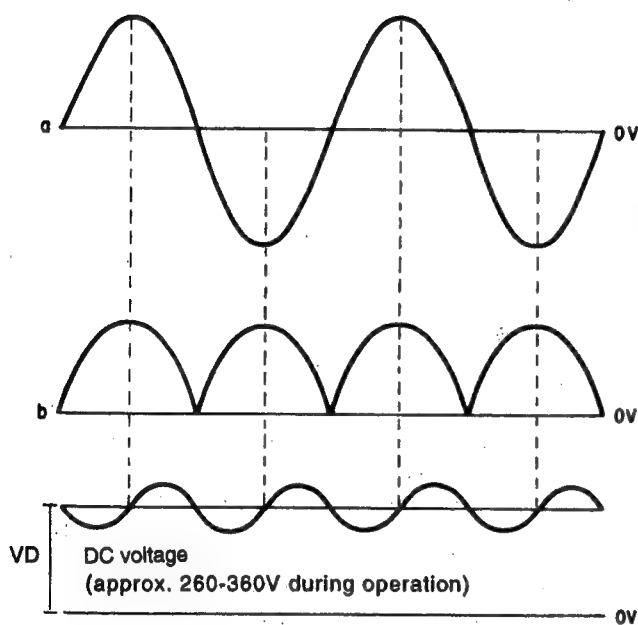 a
0V
b
0V
VD
DC voltage
(approx. 260-360V during operation)
0V